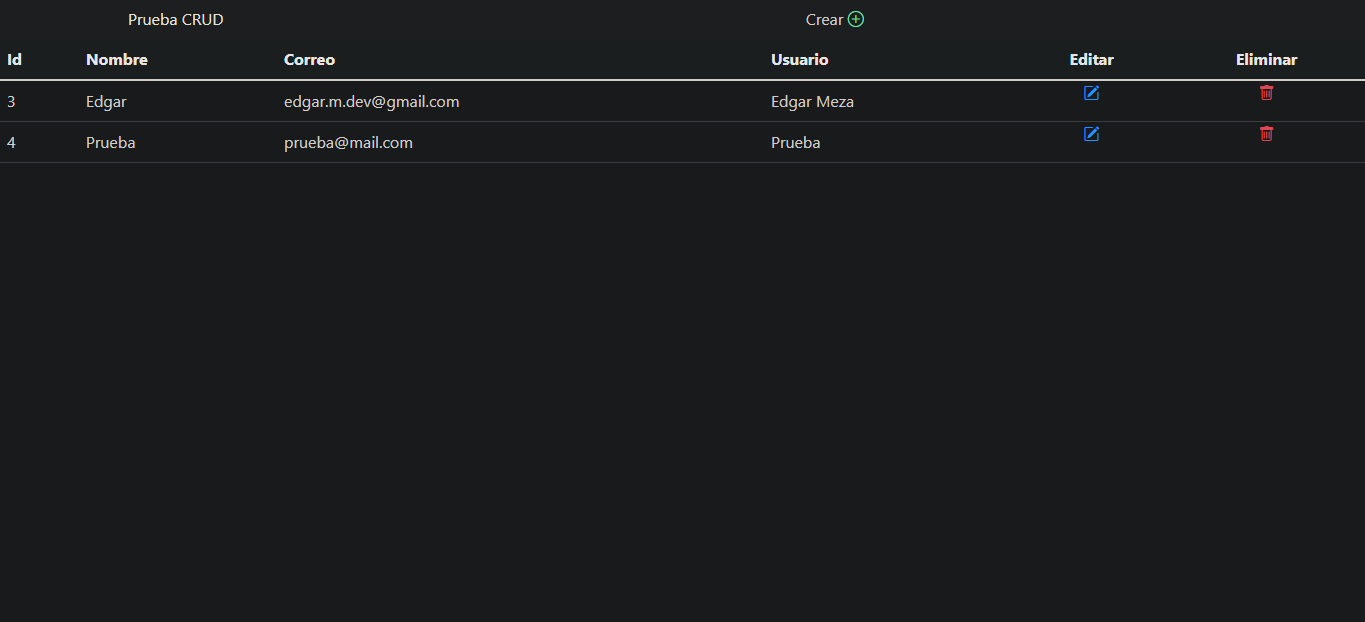 Prueba CRUD Crear
Id Nombre Correo Usuario Editar Eliminar
3 Edgar edgar.m.dev@gmail.com Edgar Meza
4 Prueba prueba@mail.com Prueba